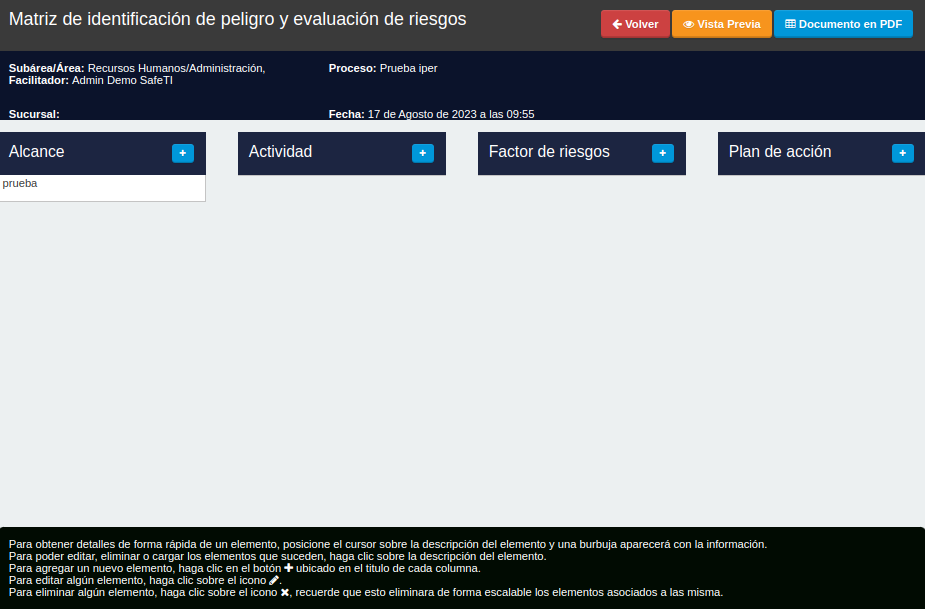 Matriz de identificación de peligro y evaluación de riesgos
Volver
Vista Previa
Documento en PDF
Subárea/Área: Recursos Humanos/Administración,
Proceso: Prueba iper
Facilitador: Admin Demo SafeTI
Sucursal:
Fecha: 17 de Agosto de 2023 a las 09:55
Alcance
Actividad
Factor de riesgos
Plan de acción
prueba
Para obtener detalles de forma rápida de un elemento, posicione el cursor sobre la descripción del elemento y una burbuja aparecerá con la información.
Para poder editar, eliminar o cargar los elementos que suceden, haga clic sobre la descripción del elemento.
Para agregar un nuevo elemento, haga clic en el botón ✚ ubicado en el titulo de cada columna.
Para editar algún elemento, haga clic sobre el icono ✎.
Para eliminar algún elemento, haga clic sobre el icono ✖, recuerde que esto eliminara de forma escalable los elementos asociados a las misma.